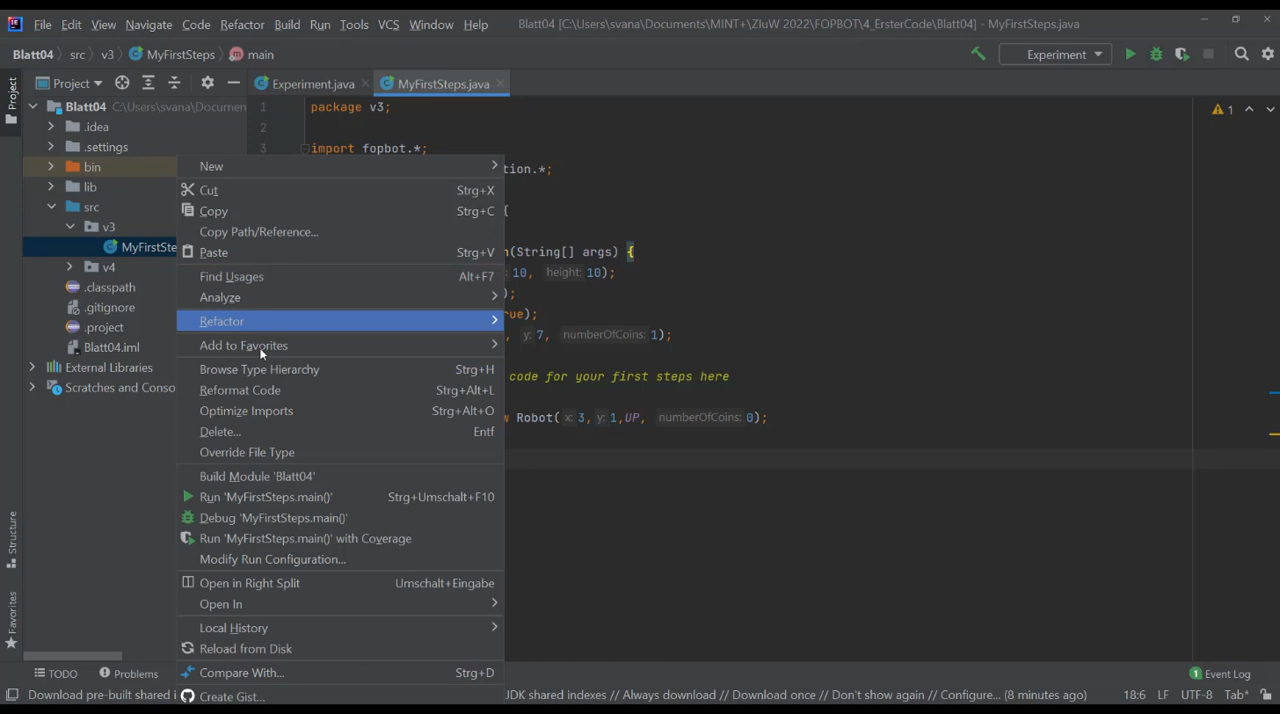 File Edit View Navigate Code Refactor Build Run Tools VCS Window Help Blatt04 [C:\Users\svana\Documents\MINT+\ZIuW 2022\FOPBOT\4_ErsterCode\Blatt04] - MyFirstSteps.java
Blatt04 src v3 MyFirstSteps main Experiment
Project Project Experiment.java MyFirstSteps.java
Blatt04 C:\Users\svana\Documen 1 package v3; 1
.idea 2
.settings 3 import fopbot.*;
bin New tion.*;
lib Cut Strg+X
src Copy Strg+C {
v3 Copy Path/Reference...
MyFirstSte Paste Strg+V n(String[] args) {
v4 Find Usages Alt+F7 10, height: 10);
.classpath Analyze );
.gitignore Refactor rue);
.project Add to Favorites , y: 7, numberOfCoins: 1);
Blatt04.iml
External Libraries Browse Type Hierarchy Strg+H code for your first steps here
Scratches and Conso Reformat Code Strg+Alt+L
Optimize Imports Strg+Alt+O w Robot( x: 3, y: 1,UP, numberOfCoins: 0);
Delete... Entf
Override File Type
Build Module 'Blatt04'
Run 'MyFirstSteps.main()' Strg+Umschalt+F10
Debug 'MyFirstSteps.main()'
Run 'MyFirstSteps.main()' with Coverage
Modify Run Configuration...
Structure
Open in Right Split Umschalt+Eingabe
Open In
Favorites
Local History
Reload from Disk
TODO Problems Compare With... Strg+D 1 Event Log
Download pre-built shared i Create Gist... JDK shared indexes // Always download // Download once // Don't show again // Configure... (8 minutes ago) 18:6 LF UTF-8 Tab*